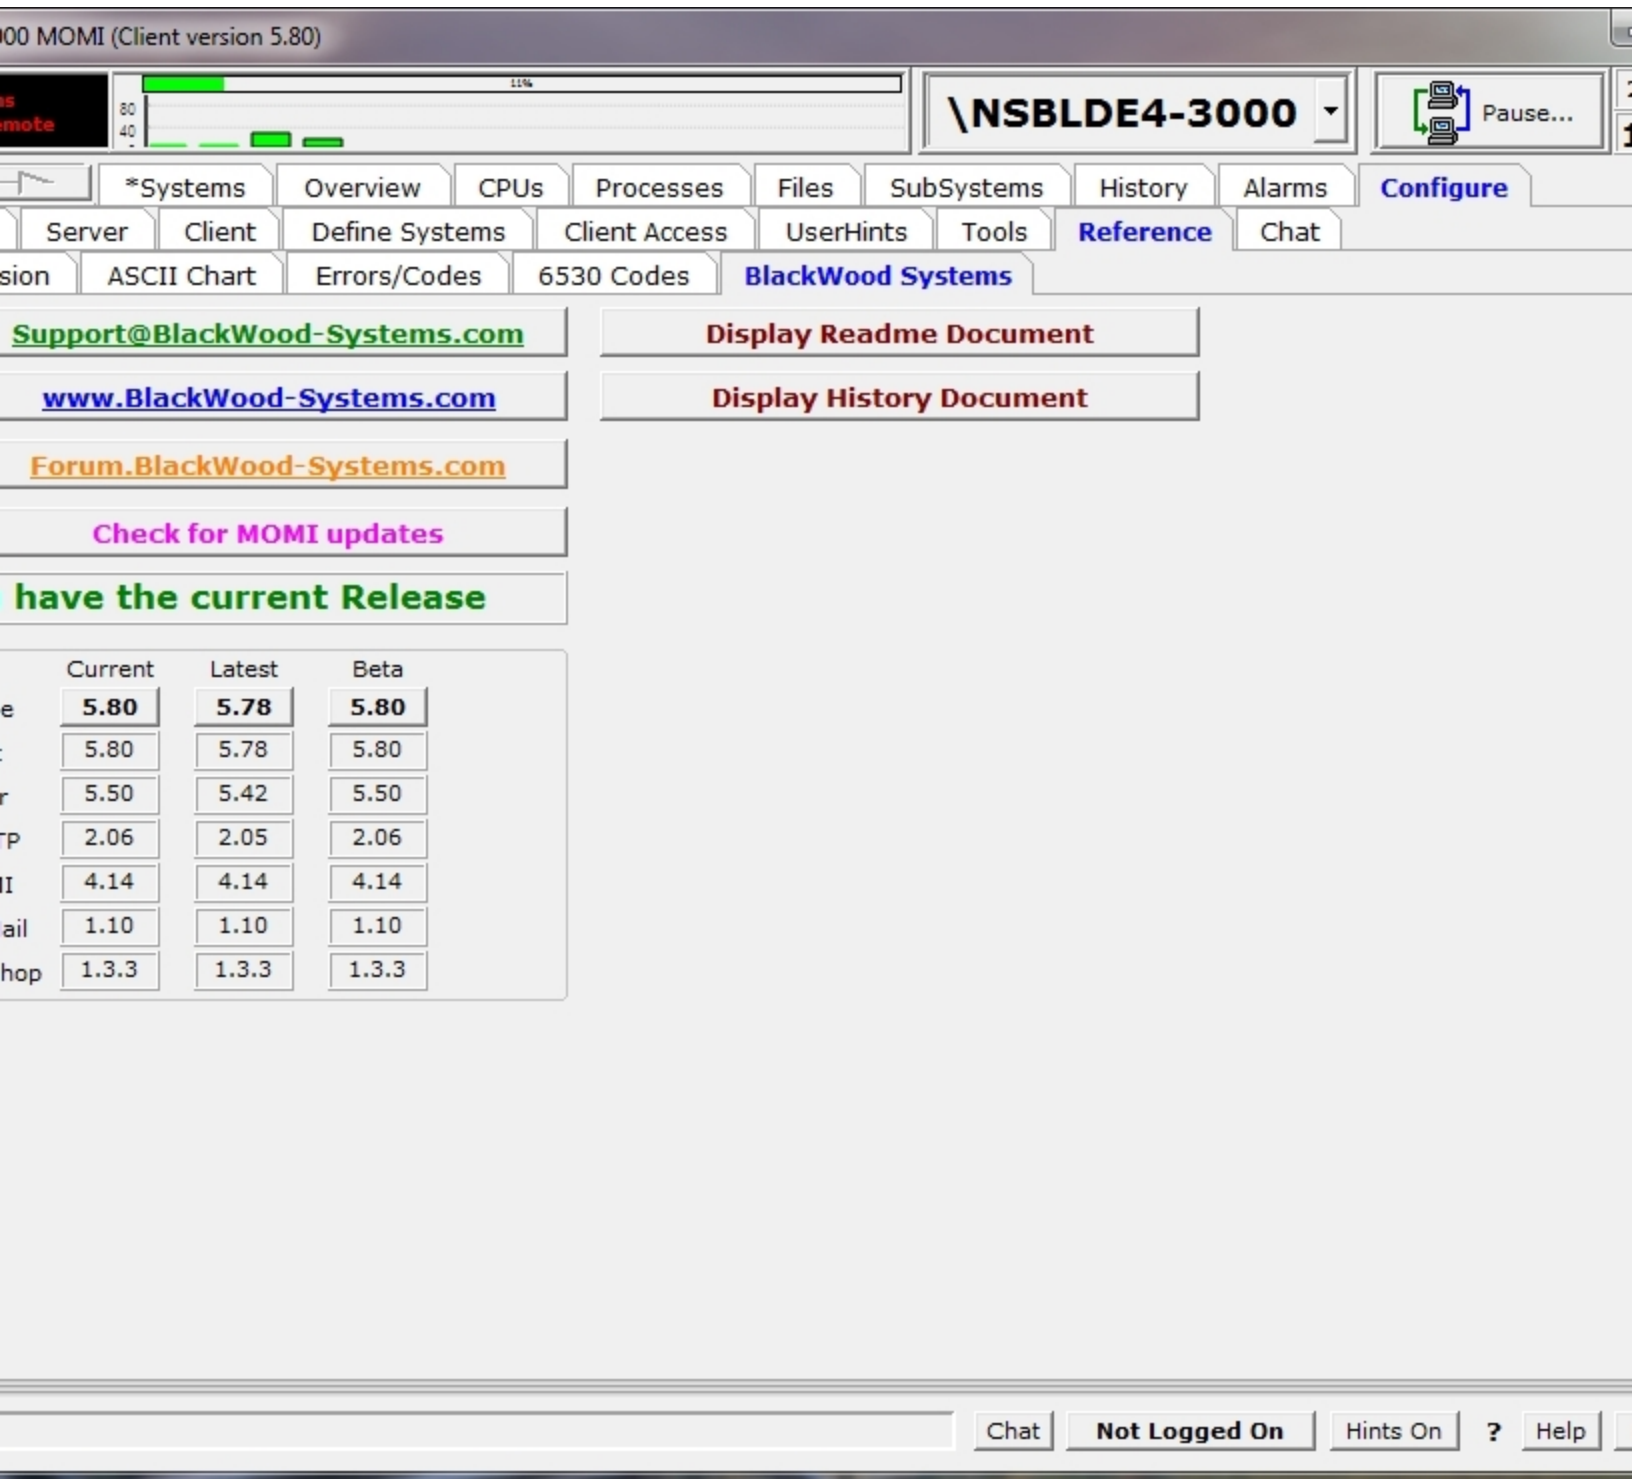 000 MOMI (Client version 5.80)
11%
80
40
emote
\NSBLDE4-3000
Pause...
*Systems Overview CPUs Processes Files SubSystems History Alarms Configure
Server Client Define Systems Client Access UserHints Tools Reference Chat
sion ASCII Chart Errors/Codes 6530 Codes BlackWood Systems
Support@BlackWood-Systems.com Display Readme Document
www.BlackWood-Systems.com Display History Document
Forum.BlackWood-Systems.com
Check for MOMI updates
have the current Release
Current Latest Beta
e 5.80 5.78 5.80
5.80 5.78 5.80
r 5.50 5.42 5.50
TP 2.06 2.05 2.06
MI 4.14 4.14 4.14
ail 1.10 1.10 1.10
hop 1.3.3 1.3.3 1.3.3
Chat Not Logged On Hints On ? Help